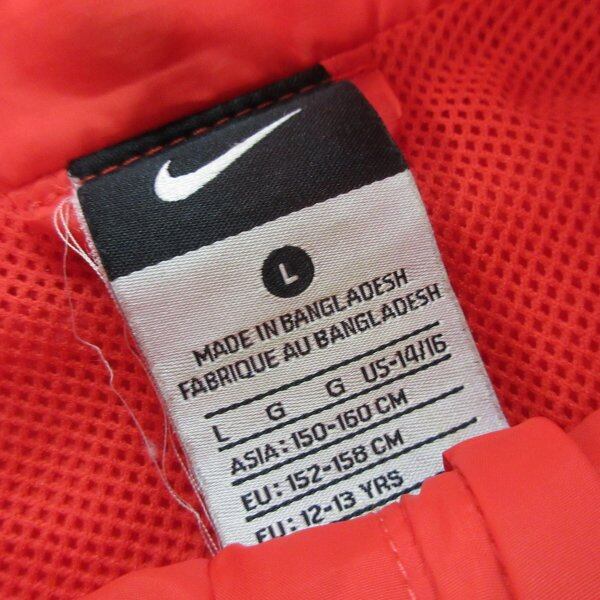 L
MADE IN BANGLADESH
FABRIQUE AU BANGLADESH
L G G US-14/16
ASIA: 150-160 CM
EU: 152-158 CM
EU: 12-13 YRS